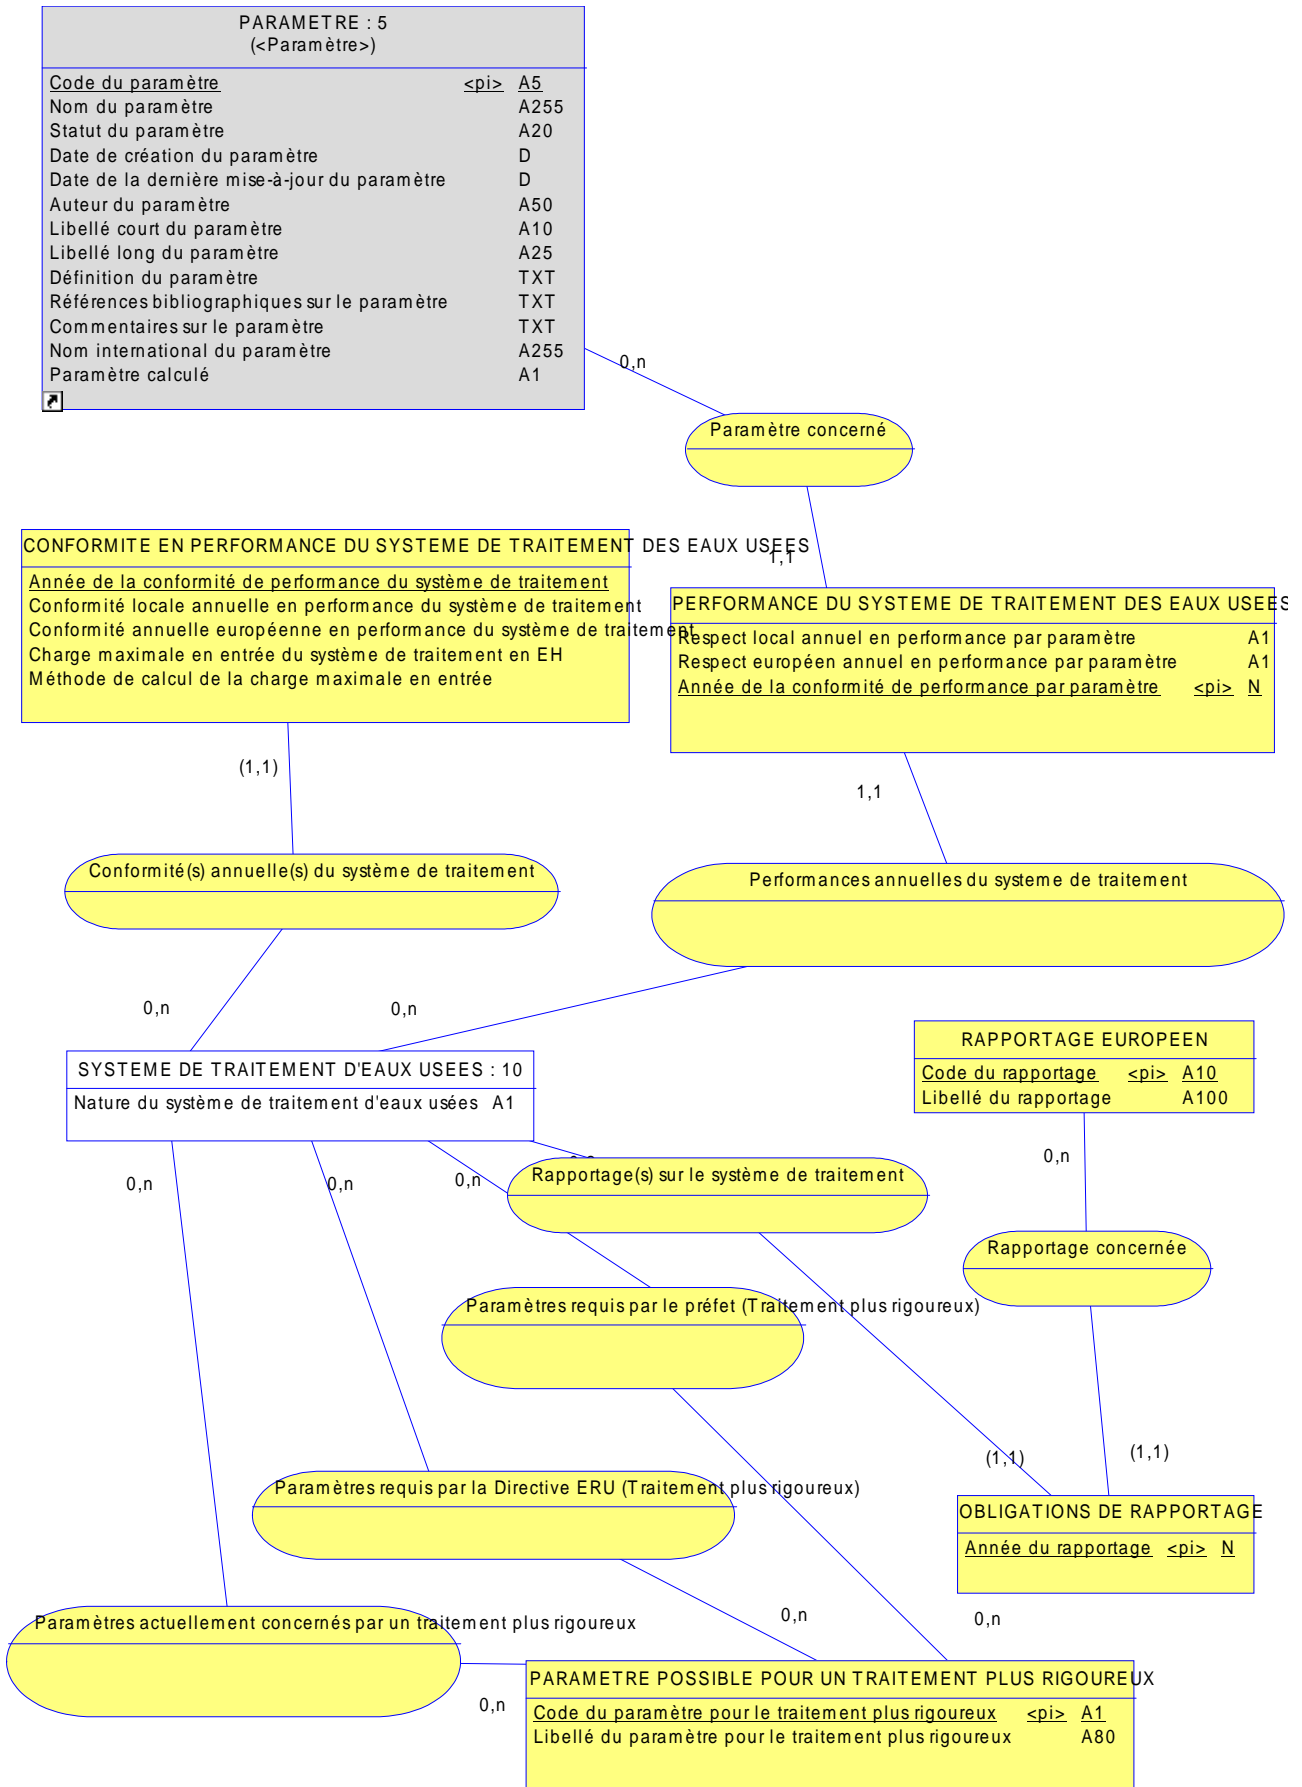 PARAMETRE : 5
(<Paramètre>)
Code du paramètre <pi> A5
Nom du paramètre A255
Statut du paramètre A20
Date de création du paramètre D
Date de la dernière mise-à-jour du paramètre D
Auteur du paramètre A50
Libellé court du paramètre A10
Libellé long du paramètre A25
Définition du paramètre TXT
Références bibliographiques sur le paramètre TXT
Commentaires sur le paramètre TXT
Nom international du paramètre A255
Paramètre calculé A1
0,n
Paramètre concerné
1,1
CONFORMITE EN PERFORMANCE DU SYSTEME DE TRAITEMENT DES EAUX USEES
Année de la conformité de performance du système de traitement
Conformité locale annuelle en performance du système de traitement
Conformité annuelle européenne en performance du système de traitement
Charge maximale en entrée du système de traitement en EH
Méthode de calcul de la charge maximale en entrée
PERFORMANCE DU SYSTEME DE TRAITEMENT DES EAUX USEES
Respect local annuel en performance par paramètre A1
Respect européen annuel en performance par paramètre A1
Année de la conformité de performance par paramètre <pi> N
(1,1)
1,1
Conformité(s) annuelle(s) du système de traitement
Performances annuelles du systeme de traitement
0,n
0,n
SYSTEME DE TRAITEMENT D'EAUX USEES : 10
Nature du système de traitement d'eaux usées A1
RAPPORTAGE EUROPEEN
Code du rapportage <pi> A10
Libellé du rapportage A100
0,n
0,n
0,n
0,n
Rapportage(s) sur le système de traitement
Rapportage concernée
Paramètres requis par le préfet (Traitement plus rigoureux)
(1,1)
(1,1)
Paramètres requis par la Directive ERU (Traitement plus rigoureux)
OBLIGATIONS DE RAPPORTAGE
Année du rapportage <pi> N
Paramètres actuellement concernés par un traitement plus rigoureux
0,n
0,n
0,n
PARAMETRE POSSIBLE POUR UN TRAITEMENT PLUS RIGOUREUX
Code du paramètre pour le traitement plus rigoureux <pi> A1
Libellé du paramètre pour le traitement plus rigoureux A80